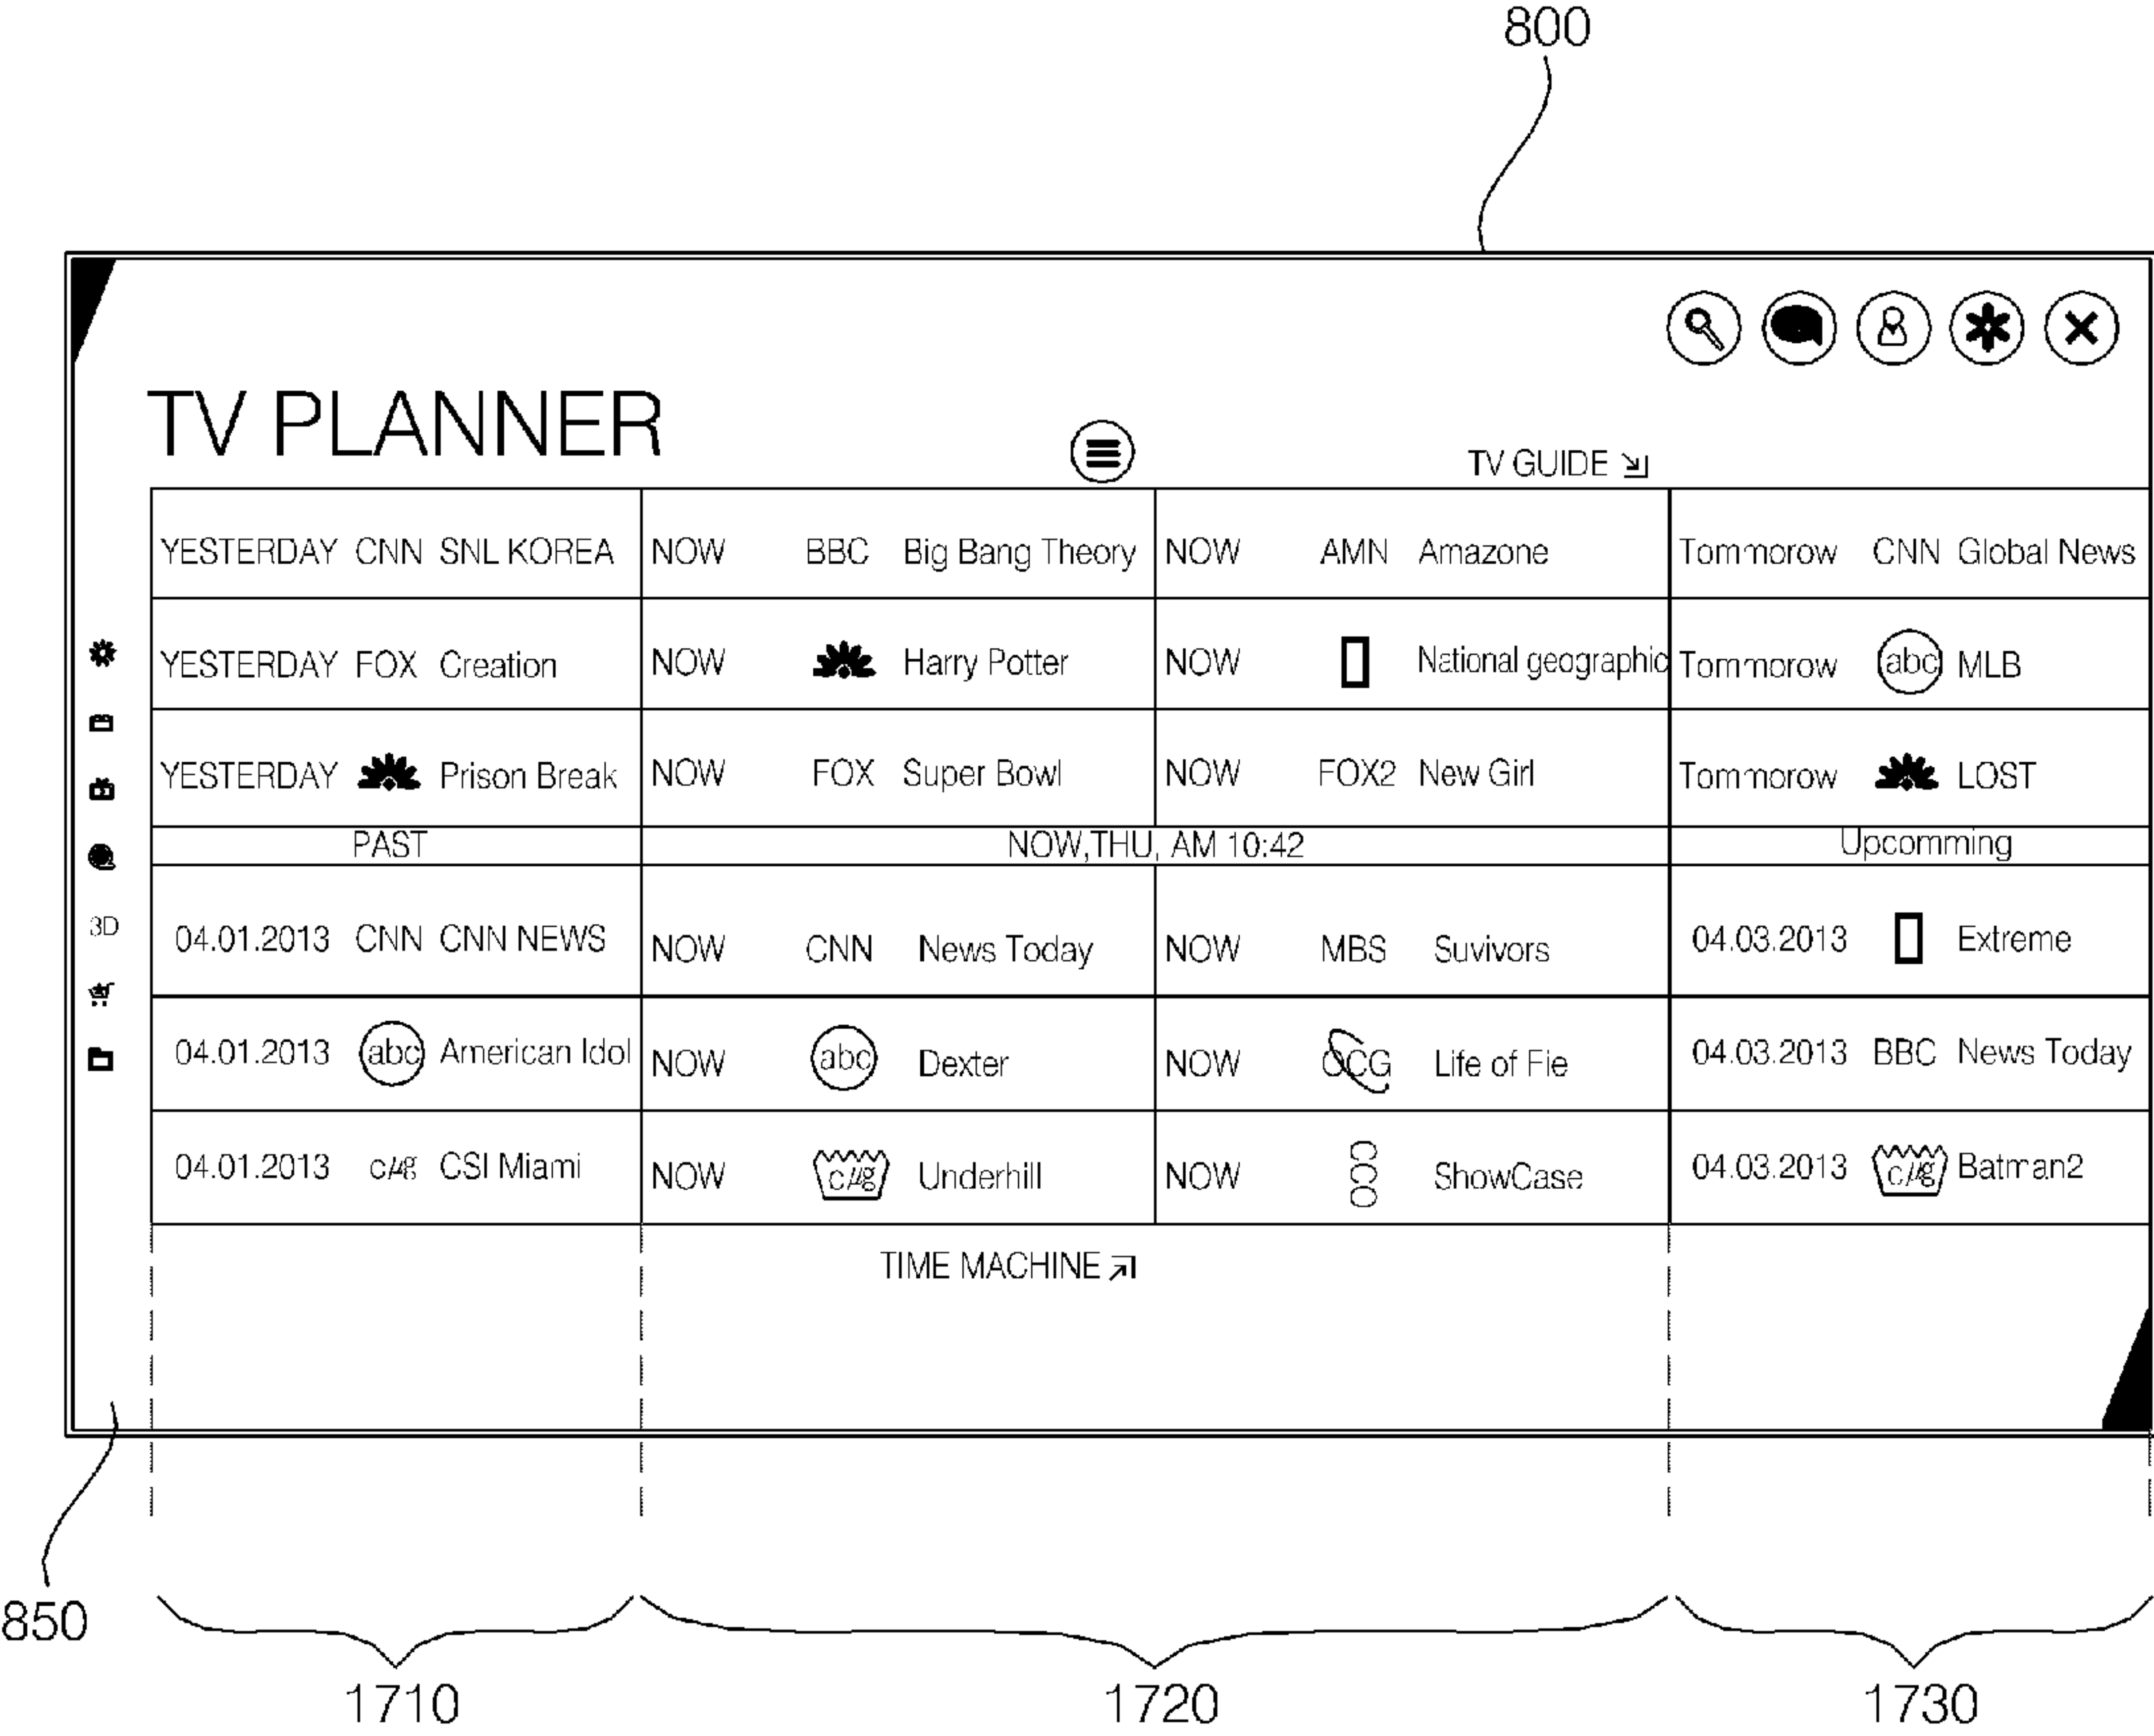 800
TV PLANNER
TV GUIDE
YESTERDAY CNN SNL KOREA NOW BBC Big Bang Theory NOW AMN Amazone Tommorow CNN Global News
YESTERDAY FOX Creation NOW Harry Potter NOW National geographic Tommorow abc MLB
YESTERDAY Prison Break NOW FOX Super Bowl NOW FOX2 New Girl Tommorow LOST
PAST NOW,THU, AM 10:42 Upcomming
3D
04.01.2013 CNN CNN NEWS NOW CNN News Today NOW MBS Suvivors 04.03.2013 Extreme
04.01.2013 abc American Idol NOW abc Dexter NOW OCG Life of Fie 04.03.2013 BBC News Today
04.01.2013 cμg CSI Miami NOW cμg Underhill NOW CCO ShowCase 04.03.2013 cμg Batman2
TIME MACHINE
850
1710 1720 1730